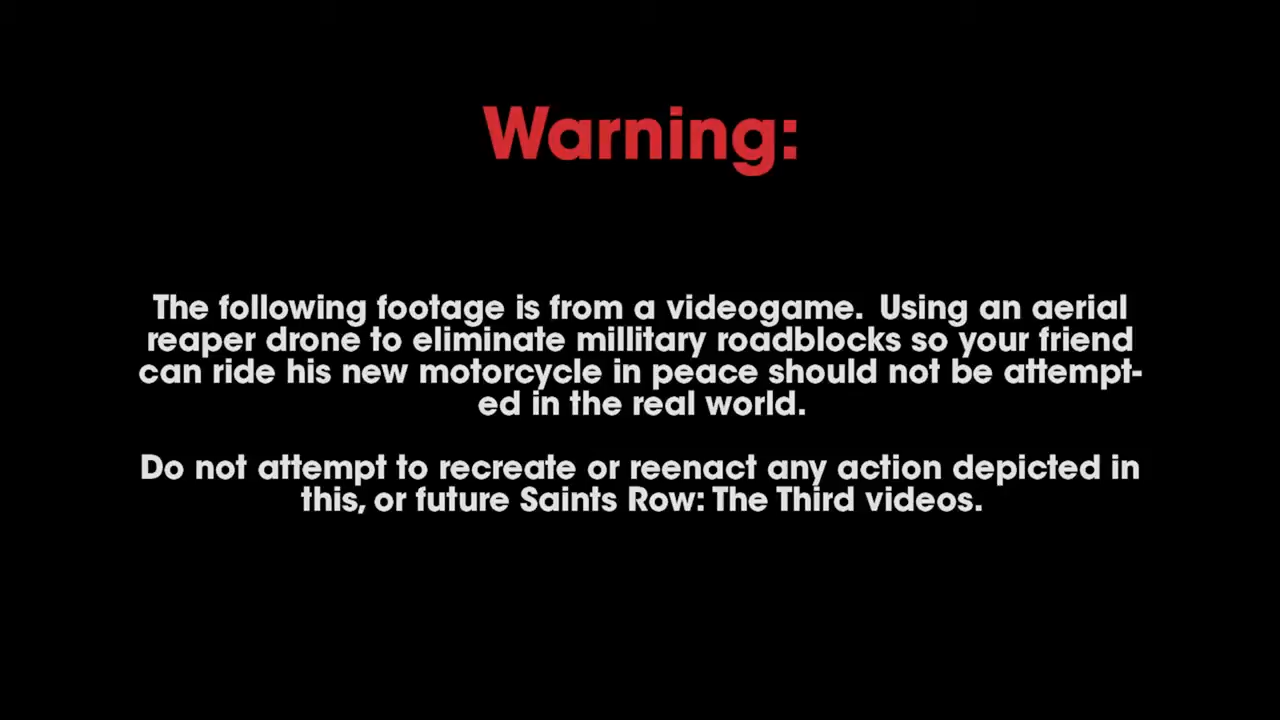 Warning:
The following footage is from a videogame.  Using an aerial
reaper drone to eliminate millitary roadblocks so your friend
can ride his new motorcycle in peace should not be attempt-
ed in the real world.
Do not attempt to recreate or reenact any action depicted in
this, or future Saints Row: The Third videos.